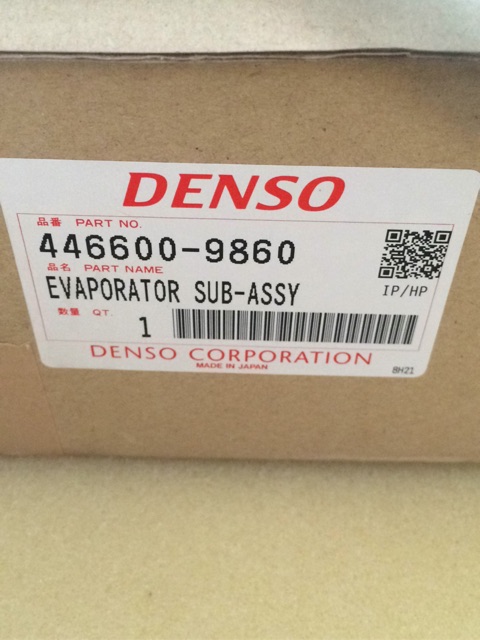 DENSO
品番 PART NO.
446600-9860
品名 PART NAME
EVAPORATOR SUB-ASSY
IP/HP
数量 QT.
1
DENSO CORPORATION
MADE IN JAPAN
8H21